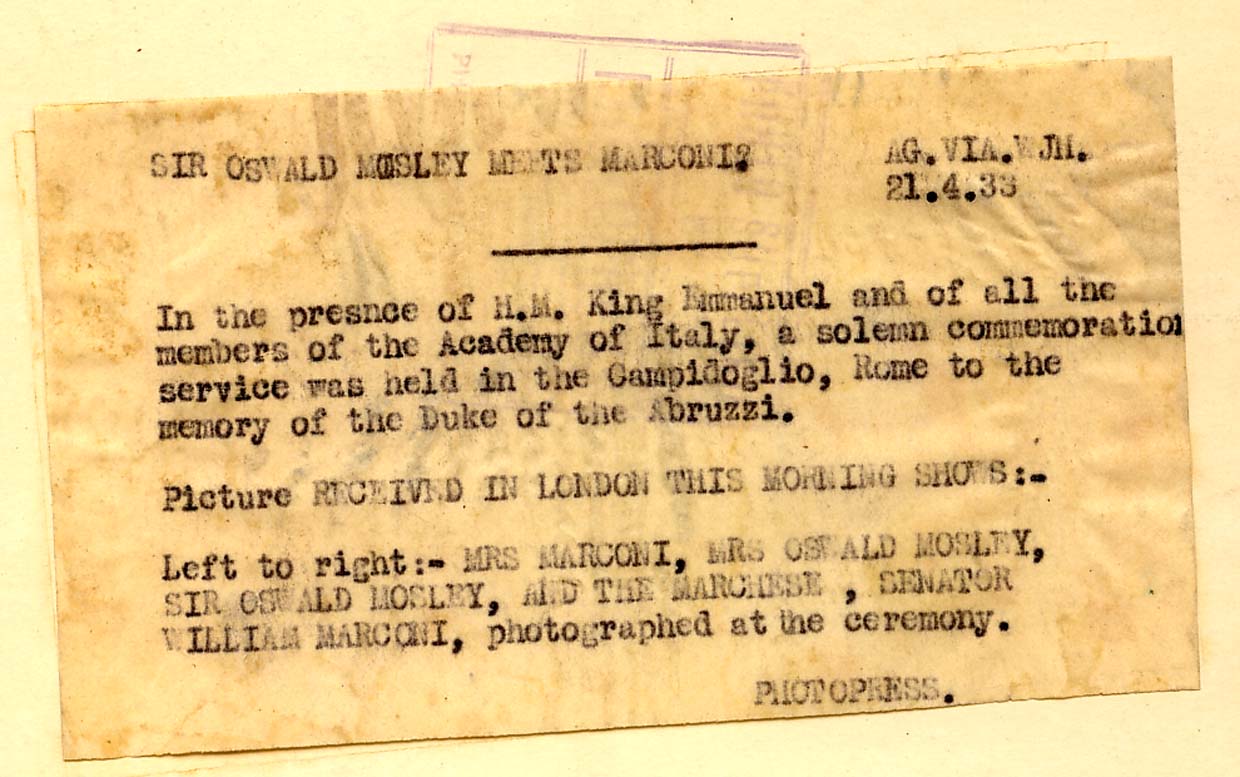 SIR OSWALD MOSLEY MEETS MARCONI?
AG.VIA.WJM.
21.4.33
In the presnce of H.M. King Emmanuel and of all the
members of the Academy of Italy, a solemn commemoration
service was held in the Campidoglio, Rome to the
memory of the Duke of the Abruzzi.
Picture RECEIVED IN LONDON THIS MORNING SHOWS:-
Left to right:- MRS MARCONI, MRS OSWALD MOSLEY,
SIR OSWALD MOSLEY, AND THE MARCHESE , SENATOR
WILLIAM MARCONI, photographed at the ceremony.
PHOTOPRESS.